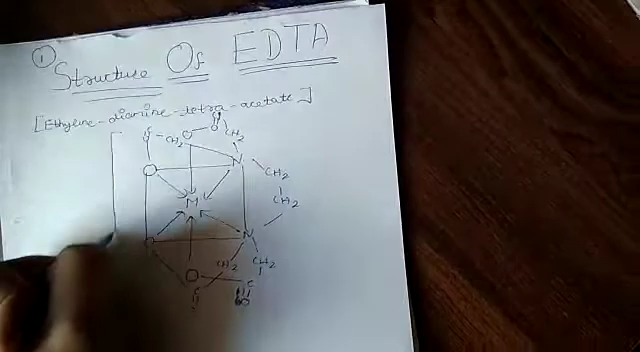 ① Structure Of EDTA
[Ethylene-diamine-tetra-acetate]
C - CH2 O - C CH2
O N
CH2
M
CH2
O N
CH2 CH2
O C
C O